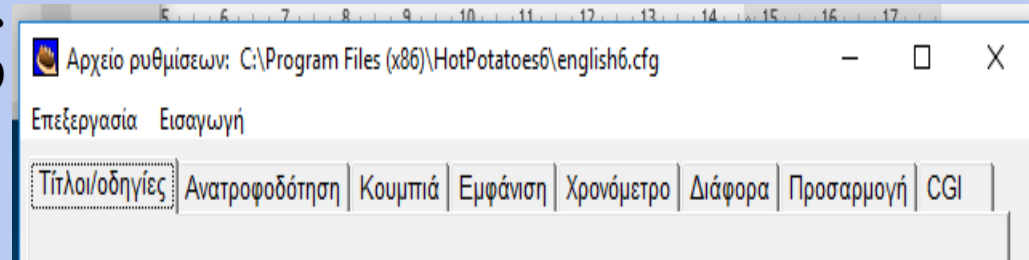 5 6 7 8 9 10 11 12 13 14 15 16 17
Αρχείο ρυθμίσεων: C:\Program Files (x86)\HotPotatoes6\english6.cfg
Επεξεργασία Εισαγωγή
Τίτλοι/οδηγίες Ανατροφοδότηση Κουμπιά Εμφάνιση Χρονόμετρο Διάφορα Προσαρμογή CGI